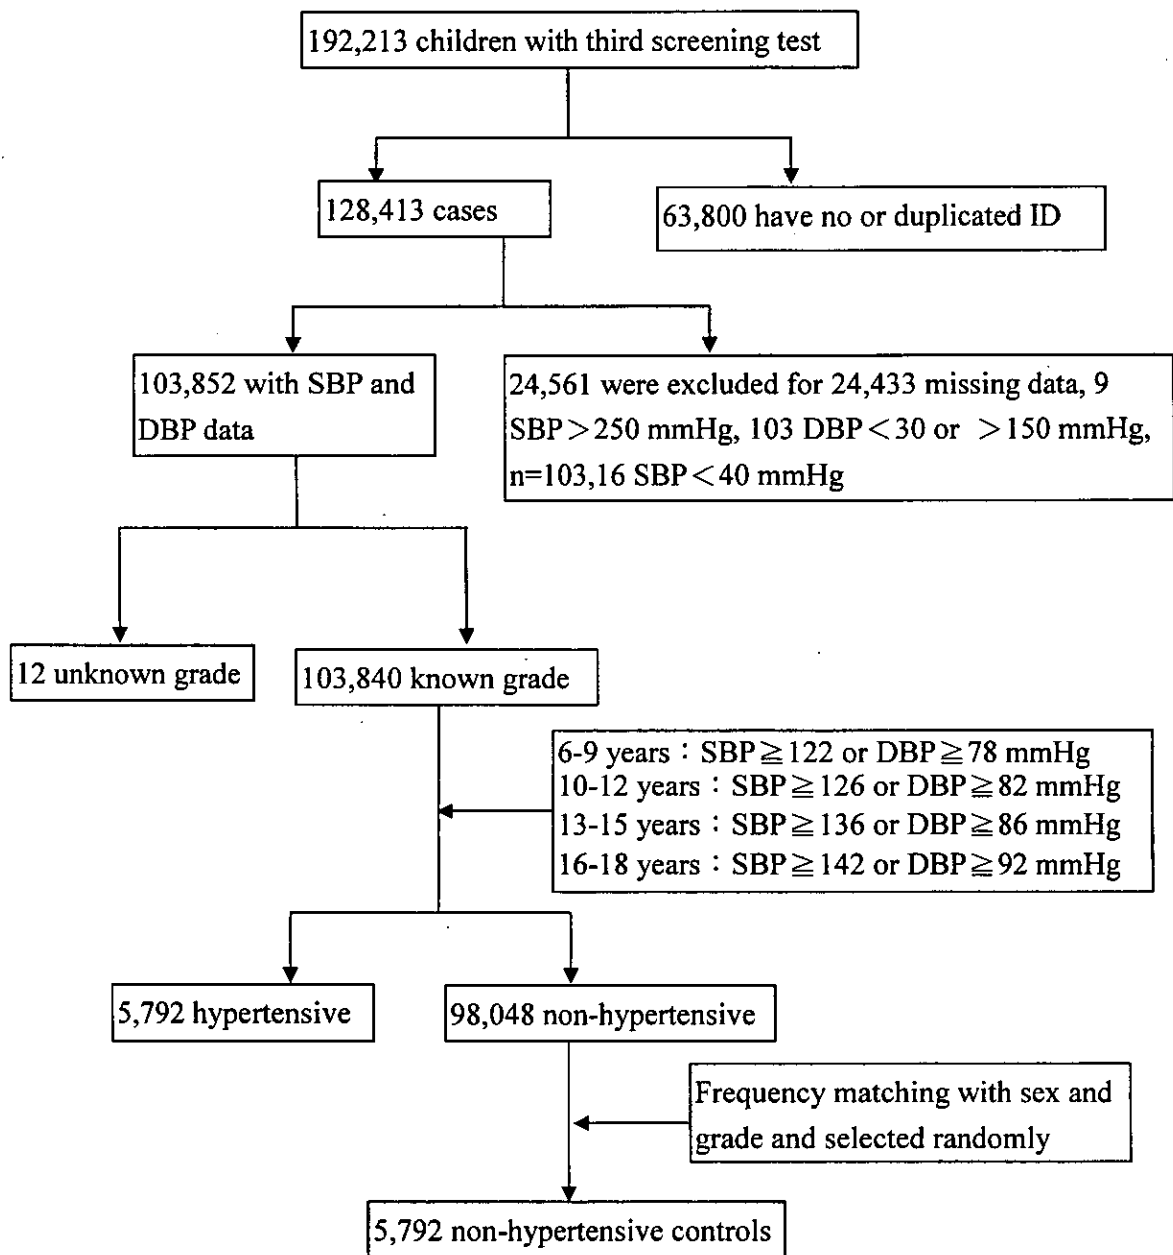 192,213 children with third screening test
128,413 cases
63,800 have no or duplicated ID
103,852 with SBP and
DBP data
24,561 were excluded for 24,433 missing data, 9
SBP＞250 mmHg, 103 DBP＜30 or ＞150 mmHg,
n=103,16 SBP＜40 mmHg
12 unknown grade
103,840 known grade
6-9 years：SBP≧122 or DBP≧78 mmHg
10-12 years：SBP≧126 or DBP≧82 mmHg
13-15 years：SBP≧136 or DBP≧86 mmHg
16-18 years：SBP≧142 or DBP≧92 mmHg
5,792 hypertensive
98,048 non-hypertensive
Frequency matching with sex and
grade and selected randomly
5,792 non-hypertensive controls